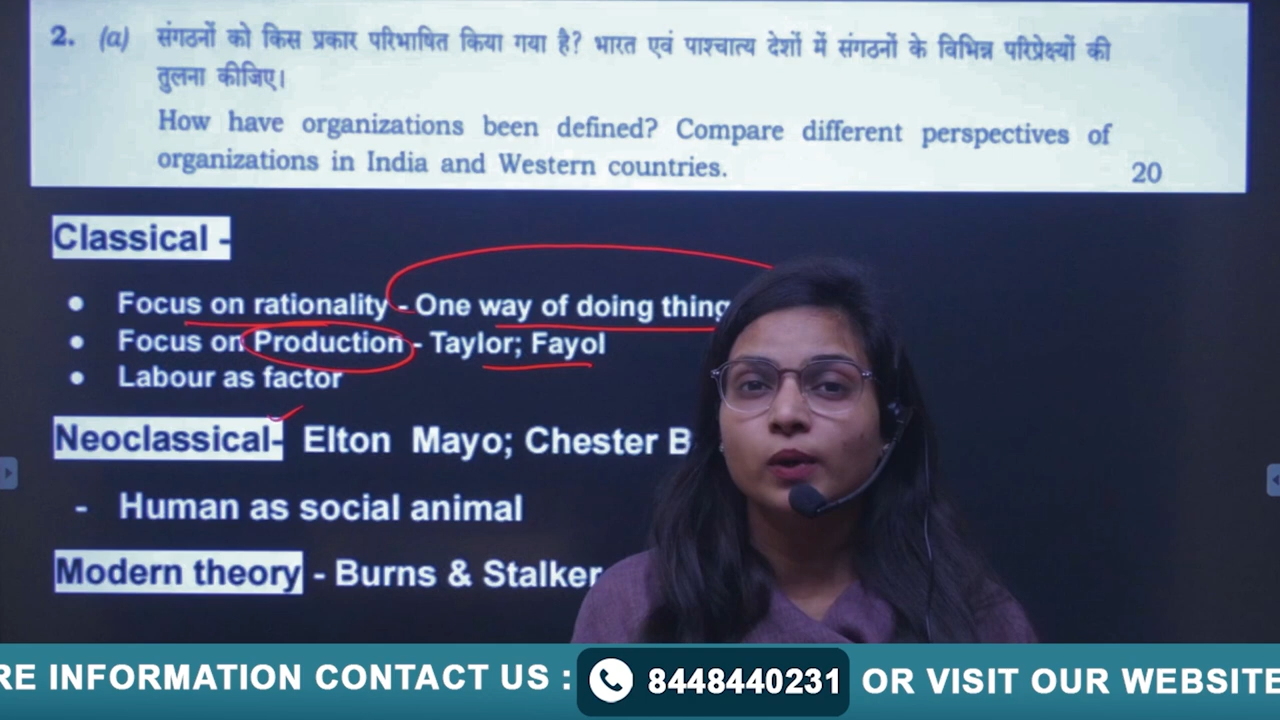 2. (a) संगठनों को किस प्रकार परिभाषित किया गया है? भारत एवं पाश्चात्य देशों में संगठनों के विभिन्न परिप्रेक्ष्यों की
तुलना कीजिए।
How have organizations been defined? Compare different perspectives of
organizations in India and Western countries. 20
Classical -
• Focus on rationality - One way of doing thing
• Focus on Production - Taylor; Fayol
• Labour as factor
Neoclassical- Elton Mayo; Chester B
- Human as social animal
Modern theory - Burns & Stalker
RE INFORMATION CONTACT US : 8448440231 OR VISIT OUR WEBSITE